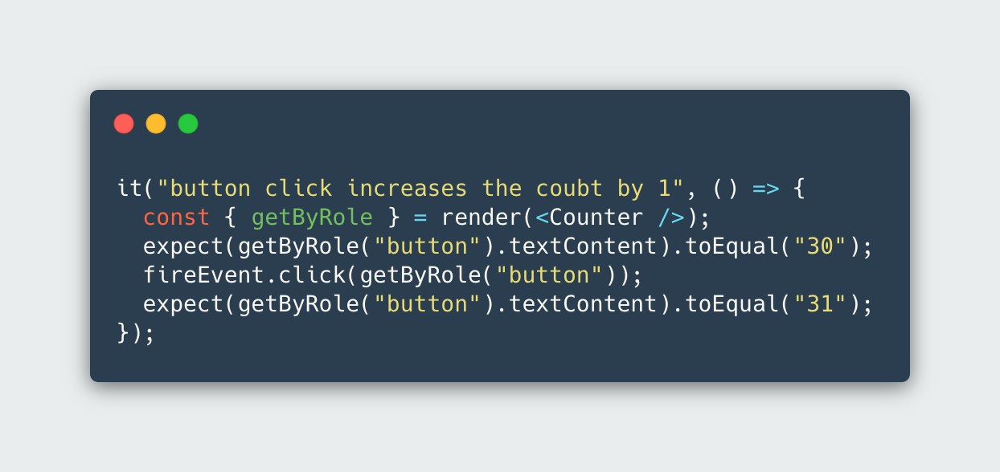 it("button click increases the coubt by 1", () => {
  const { getByRole } = render(<Counter />);
  expect(getByRole("button").textContent).toEqual("30");
  fireEvent.click(getByRole("button"));
  expect(getByRole("button").textContent).toEqual("31");
});